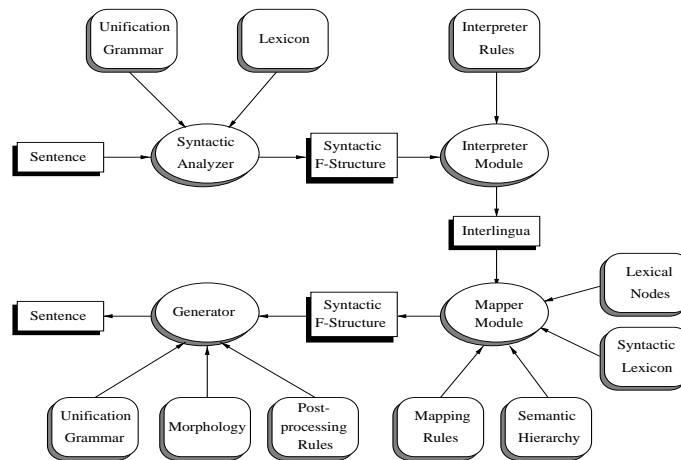 Unification
Grammar
Lexicon
Interpreter
Rules
Sentence
Syntactic
Analyzer
Syntactic
F-Structure
Interpreter
Module
Interlingua
Sentence
Generator
Syntactic
F-Structure
Mapper
Module
Lexical
Nodes
Syntactic
Lexicon
Unification
Grammar
Morphology
Post-
processing
Rules
Mapping
Rules
Semantic
Hierarchy